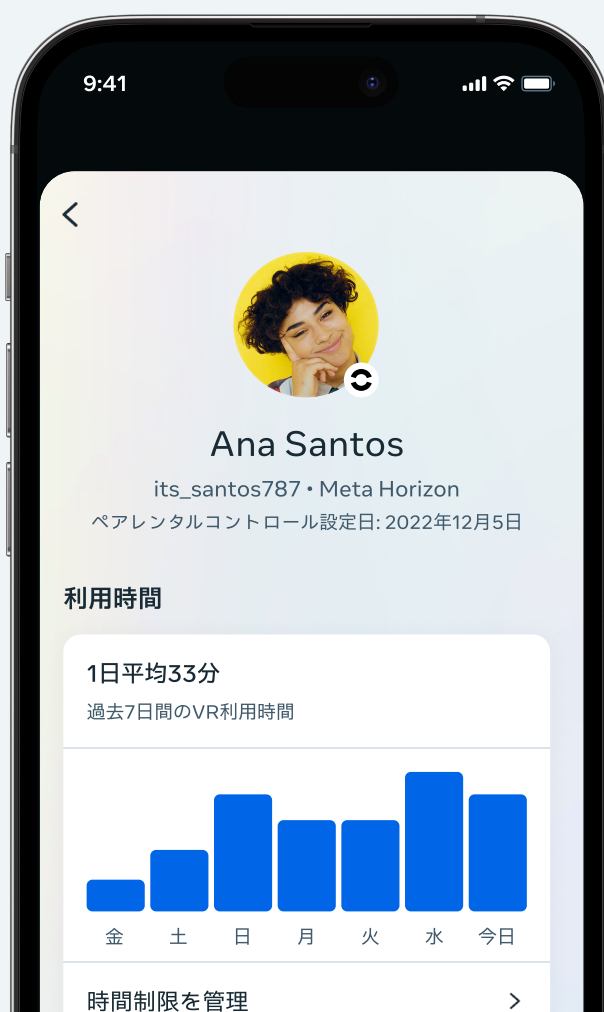 9:41
Ana Santos
its_santos787 • Meta Horizon
ペアレンタルコントロール設定日: 2022年12月5日
利用時間
1日平均33分
過去7日間のVR利用時間
金 土 日 月 火 水 今日
時間制限を管理